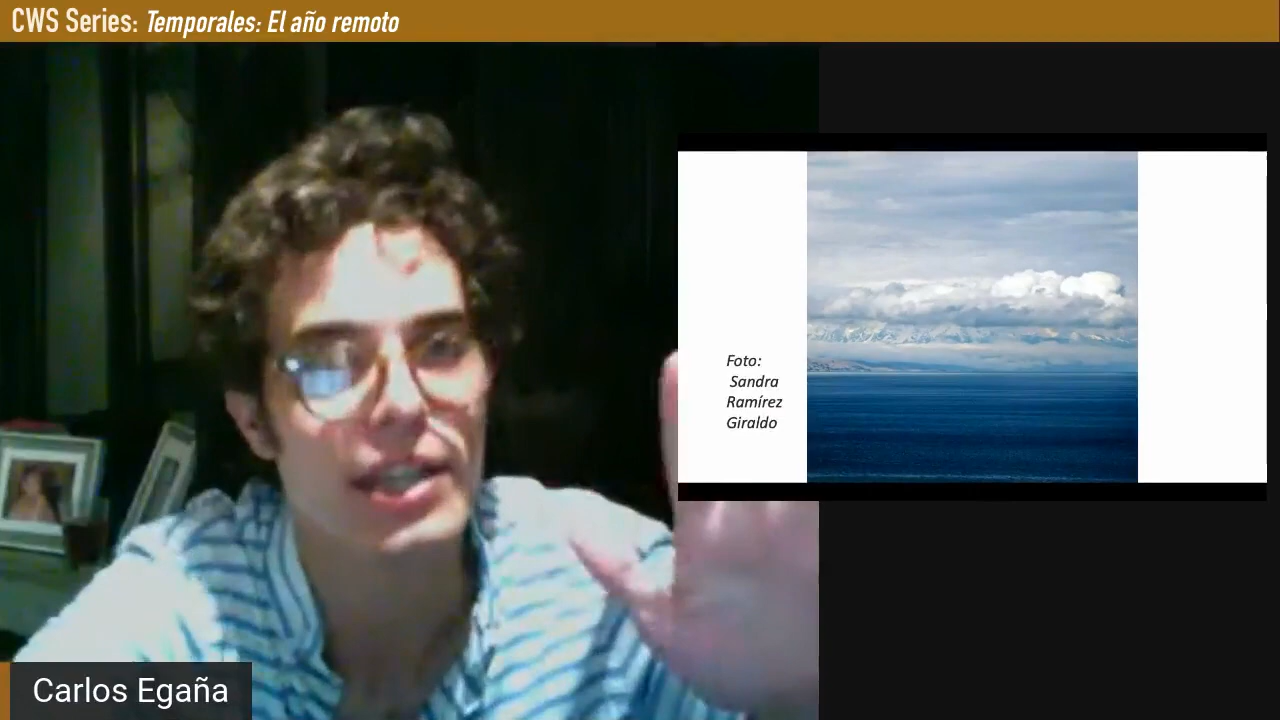 CWS Series: Temporales: El año remoto
Foto:
Sandra
Ramírez
Giraldo
Carlos Egaña